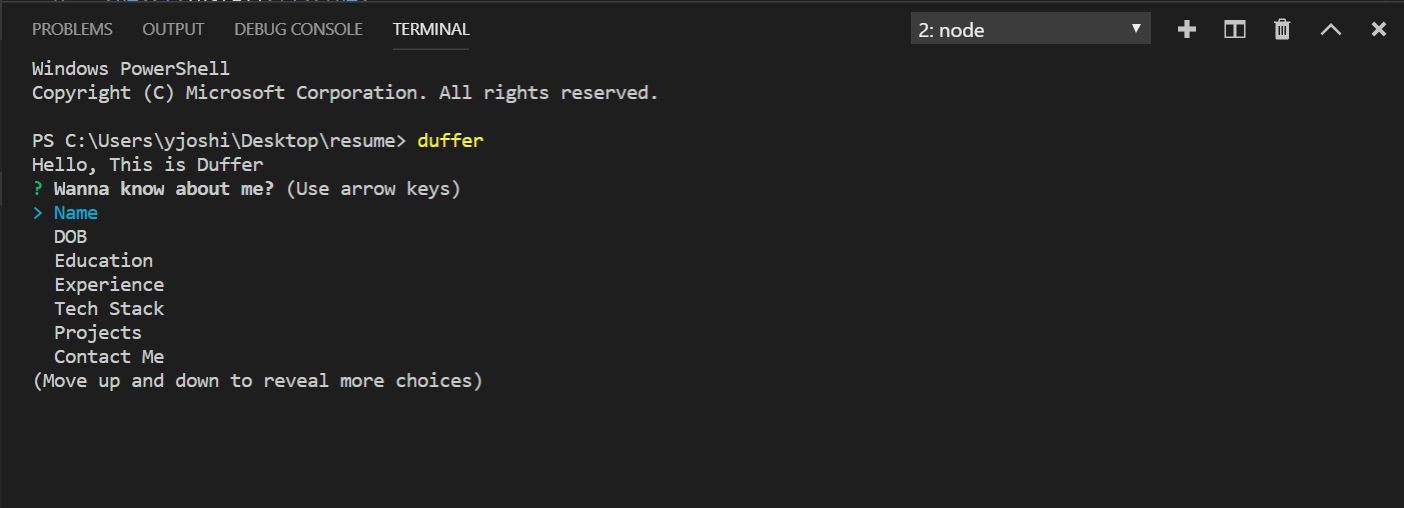 PROBLEMS OUTPUT DEBUG CONSOLE TERMINAL 2: node
Windows PowerShell
Copyright (C) Microsoft Corporation. All rights reserved.
PS C:\Users\yjoshi\Desktop\resume> duffer
Hello, This is Duffer
? Wanna know about me? (Use arrow keys)
> Name
DOB
Education
Experience
Tech Stack
Projects
Contact Me
(Move up and down to reveal more choices)